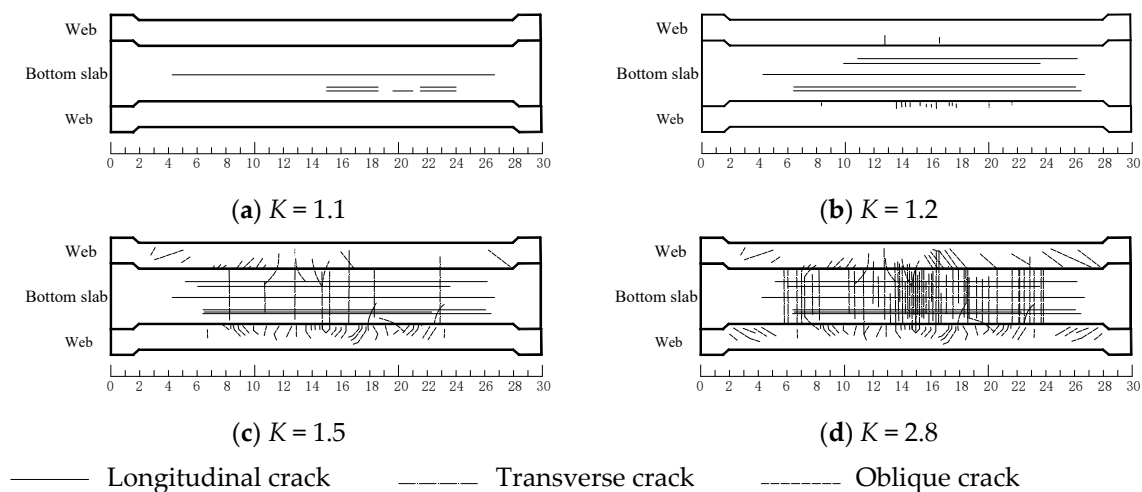 Web
Bottom slab
Web
0 2 4 6 8 10 12 14 16 18 20 22 24 26 28 30
(a) K = 1.1
Web
Bottom slab
Web
0 2 4 6 8 10 12 14 16 18 20 22 24 26 28 30
(b) K = 1.2
Web
Bottom slab
Web
0 2 4 6 8 10 12 14 16 18 20 22 24 26 28 30
(c) K = 1.5
Web
Bottom slab
Web
0 2 4 6 8 10 12 14 16 18 20 22 24 26 28 30
(d) K = 2.8
Longitudinal crack Transverse crack Oblique crack